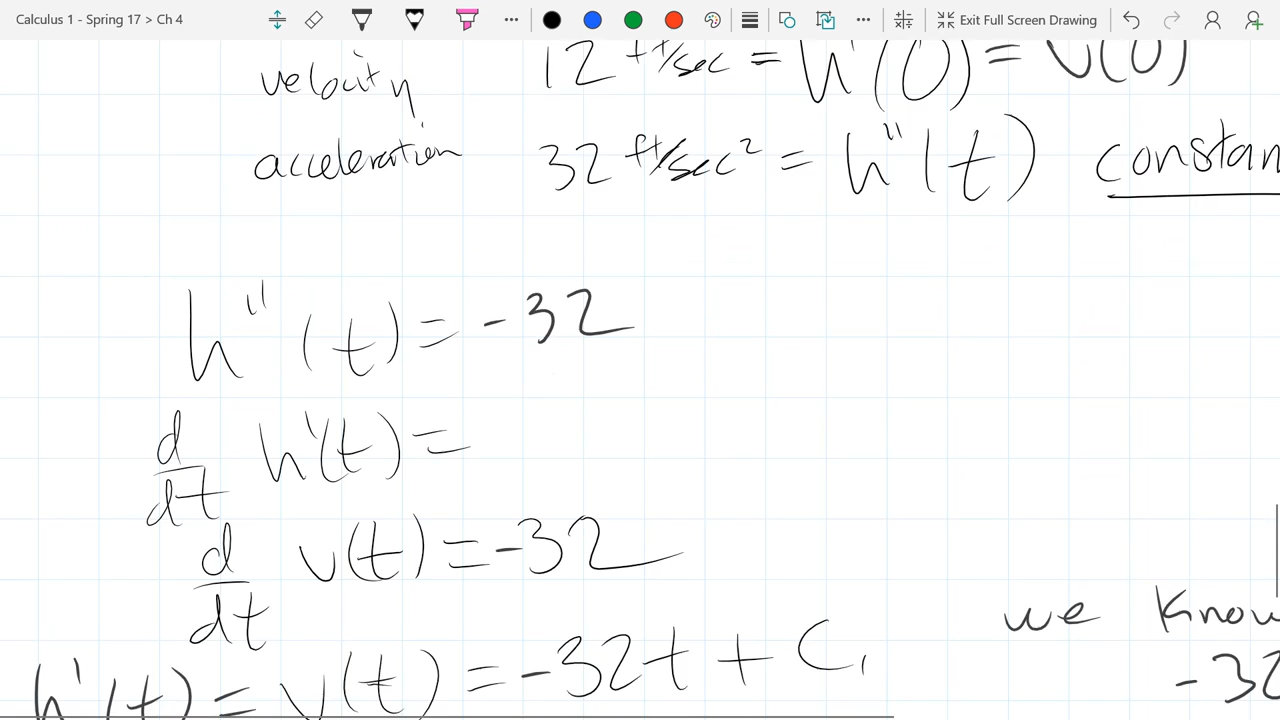 Calculus 1 - Spring 17 > Ch 4 Exit Full Screen Drawing
velocity 12 ft/sec = h'(0) = v(0)
acceleration 32 ft/sec² = h''(t) constan
h''(t) = -32
d/dt h'(t) =
d/dt v(t) = -32
we know
h'(t) = v(t) = -32t + C₁
-32